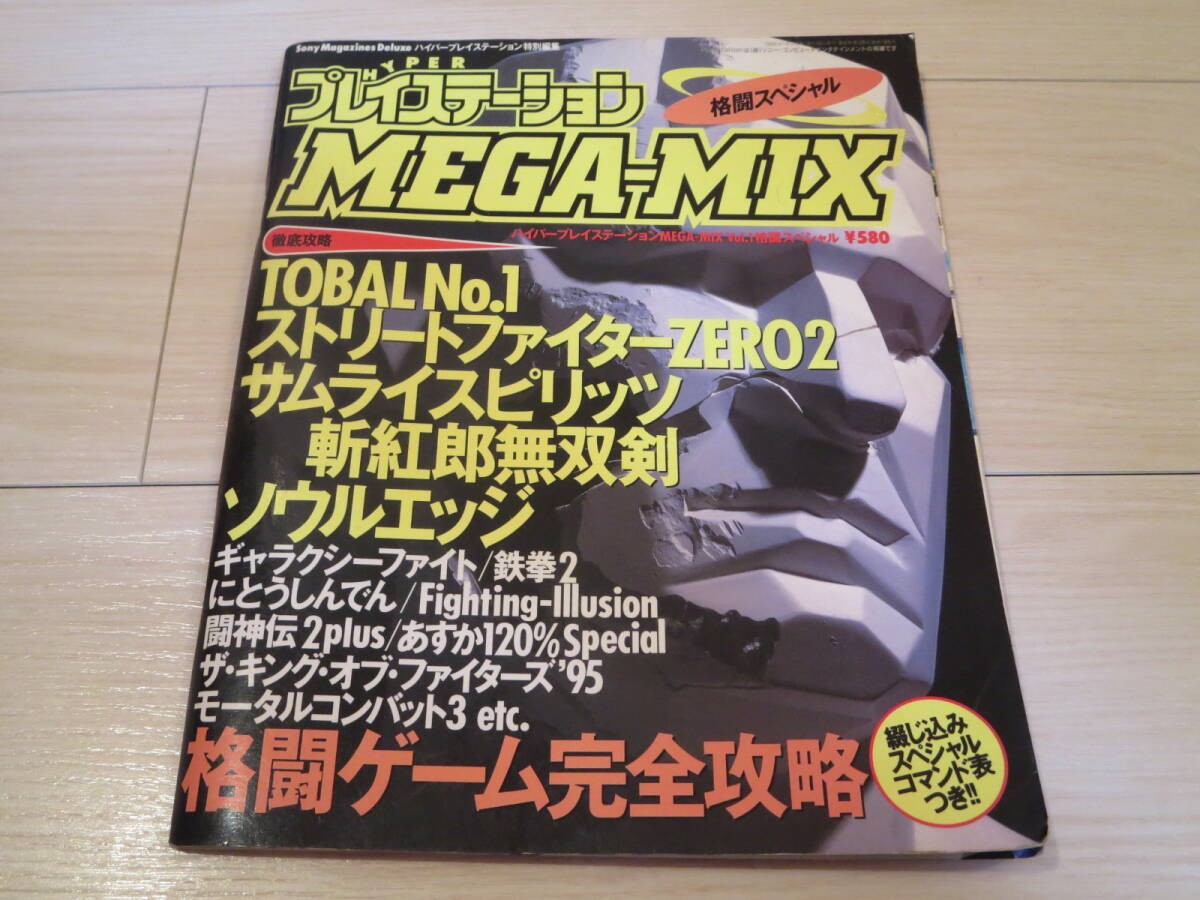 Sony Magazines Deluxe ハイパープレイステーション特別編集
HYPER
プレイステーション
格闘スペシャル
MEGA-MIX
ハイパープレイステーションMEGA-MIX Vol.1格闘スペシャル ¥580
徹底攻略
TOBAL No.1
ストリートファイターZERO2
サムライスピリッツ
斬紅郎無双剣
ソウルエッジ
ギャラクシーファイト/鉄拳2
にとうしんでん/Fighting-Illusion
闘神伝2plus/あすか120%Special
ザ・キング・オブ・ファイターズ'95
モータルコンバット3 etc.
格闘ゲーム完全攻略
綴じ込み
スペシャル
コマンド表
つき!!